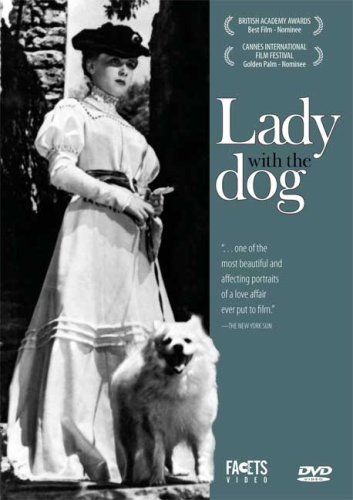 BRITISH ACADEMY AWARDS
Best Film - Nominee
CANNES INTERNATIONAL
FILM FESTIVAL
Golden Palm - Nominee
Lady
with the
dog
“. . . one of the
most beautiful and
affecting portraits
of a love affair
ever put to film.”
—THE NEW YORK SUN
FACETS
VIDEO
DVD
VIDEO